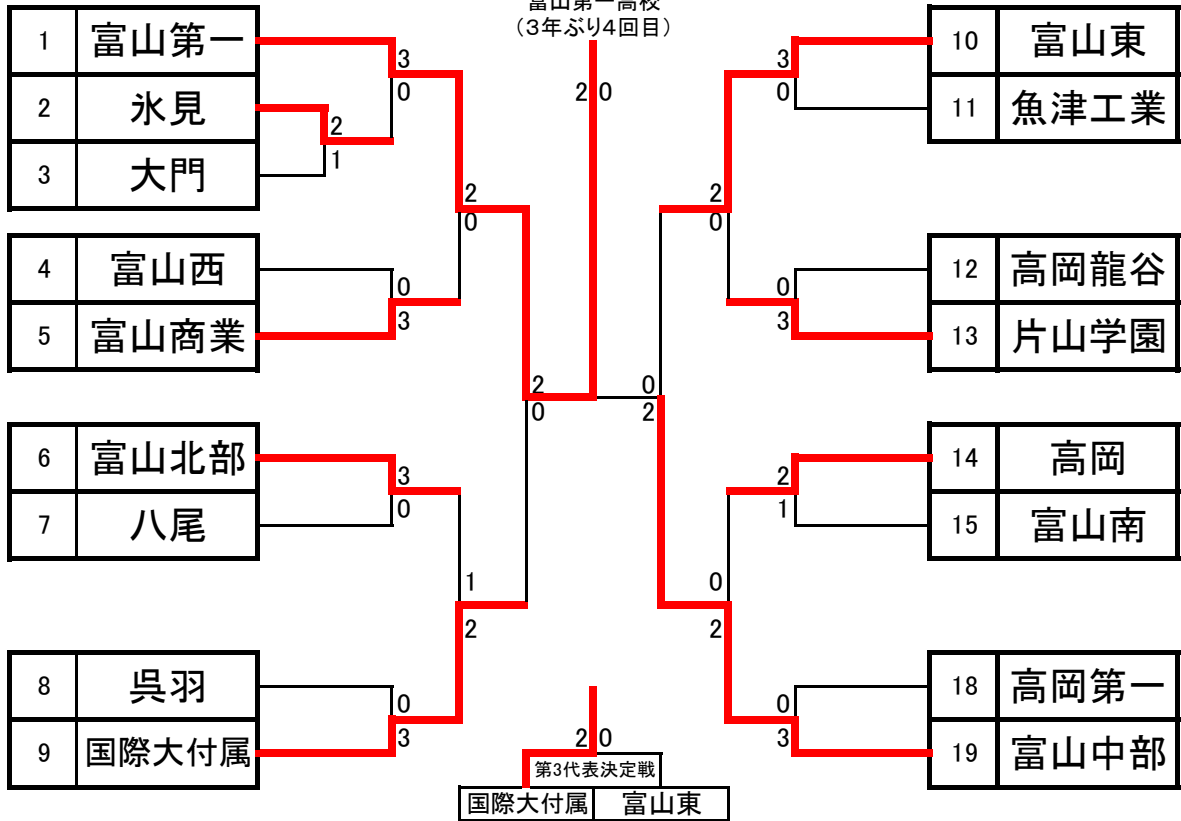 富山第一高校
（3年ぶり4回目）
2 0
1 富山第一
2 氷見
3 大門
4 富山西
5 富山商業
6 富山北部
7 八尾
8 呉羽
9 国際大付属
3
0
2
1
2
0
0
3
2
0
3
0
1
2
0
3
10 富山東
11 魚津工業
12 高岡龍谷
13 片山学園
14 高岡
15 富山南
18 高岡第一
19 富山中部
3
0
2
0
0
3
0
2
2
1
0
2
0
3
2 0
第3代表決定戦
国際大付属 富山東